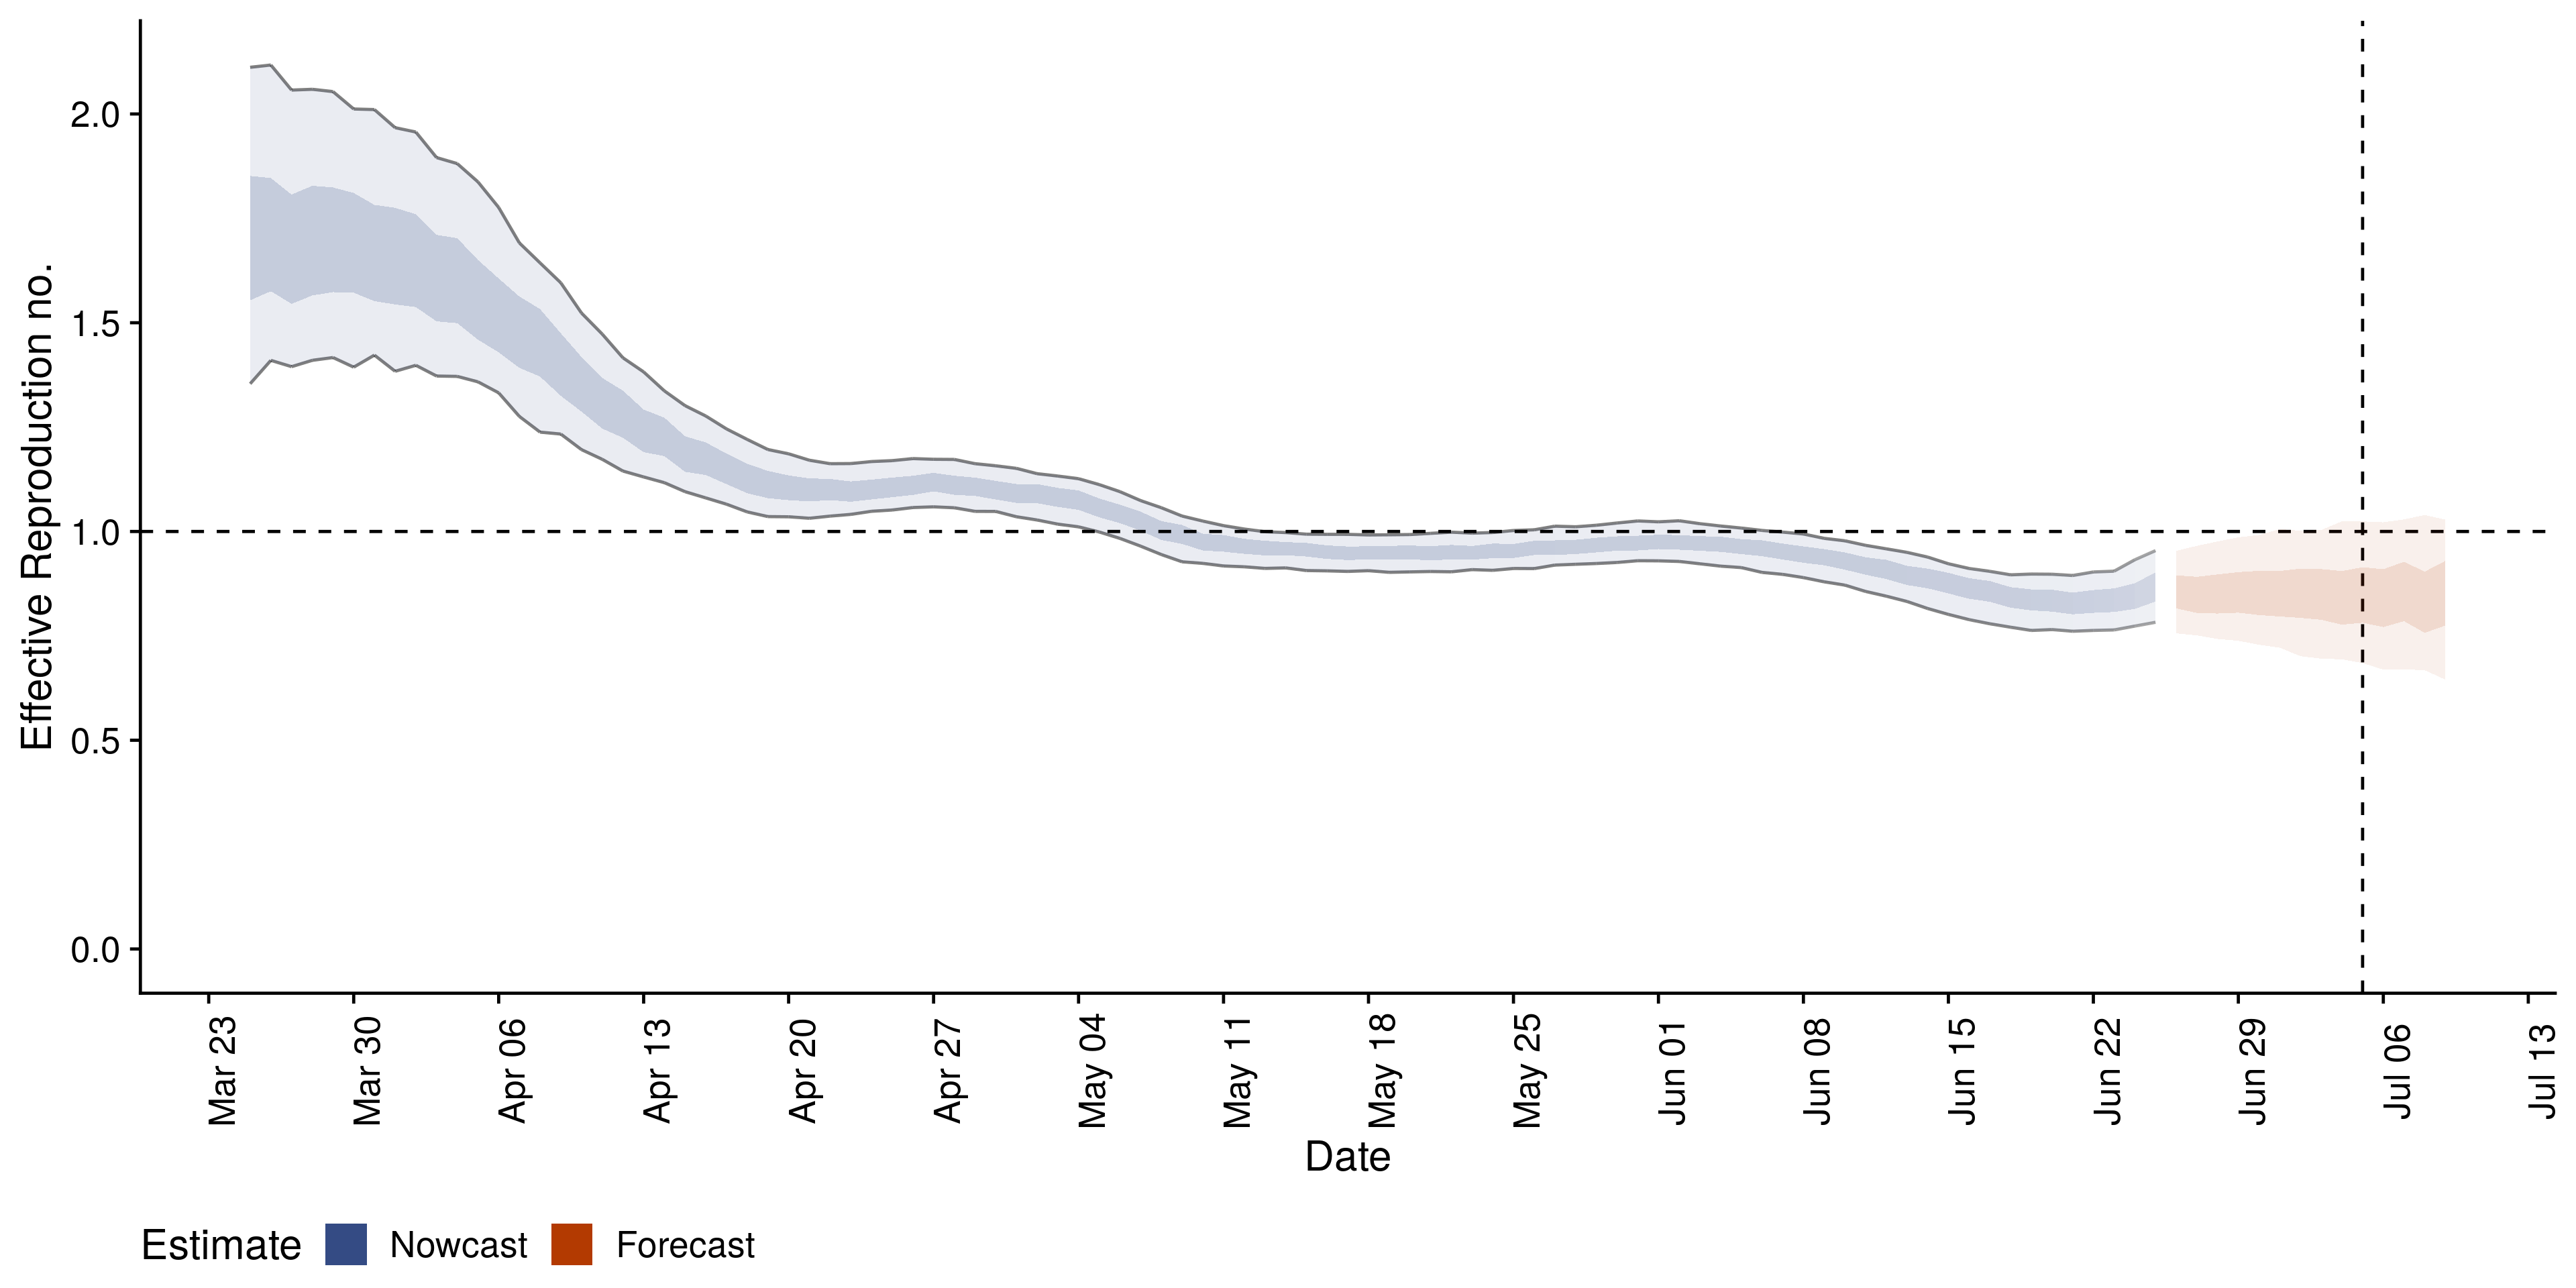 Effective Reproduction no.
2.0
1.5
1.0
0.5
0.0
Mar 23
Mar 30
Apr 06
Apr 13
Apr 20
Apr 27
May 04
May 11
May 18
May 25
Jun 01
Jun 08
Jun 15
Jun 22
Jun 29
Jul 06
Jul 13
Date
Estimate Nowcast Forecast